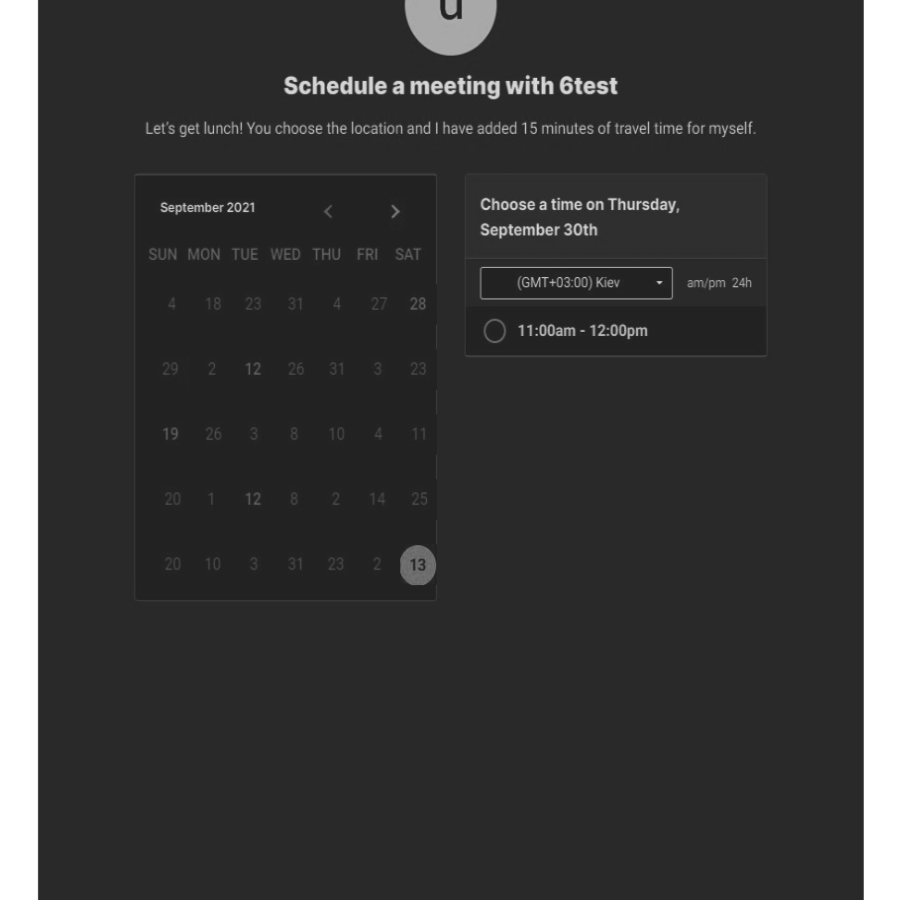 u
Schedule a meeting with 6test
Let's get lunch! You choose the location and I have added 15 minutes of travel time for myself.
September 2021
SUN MON TUE WED THU FRI SAT
4 18 23 31 4 27 28
29 2 12 26 31 3 23
19 26 3 8 10 4 11
20 1 12 8 2 14 25
20 10 3 31 23 2 13
Choose a time on Thursday,
September 30th
(GMT+03:00) Kiev am/pm 24h
11:00am - 12:00pm